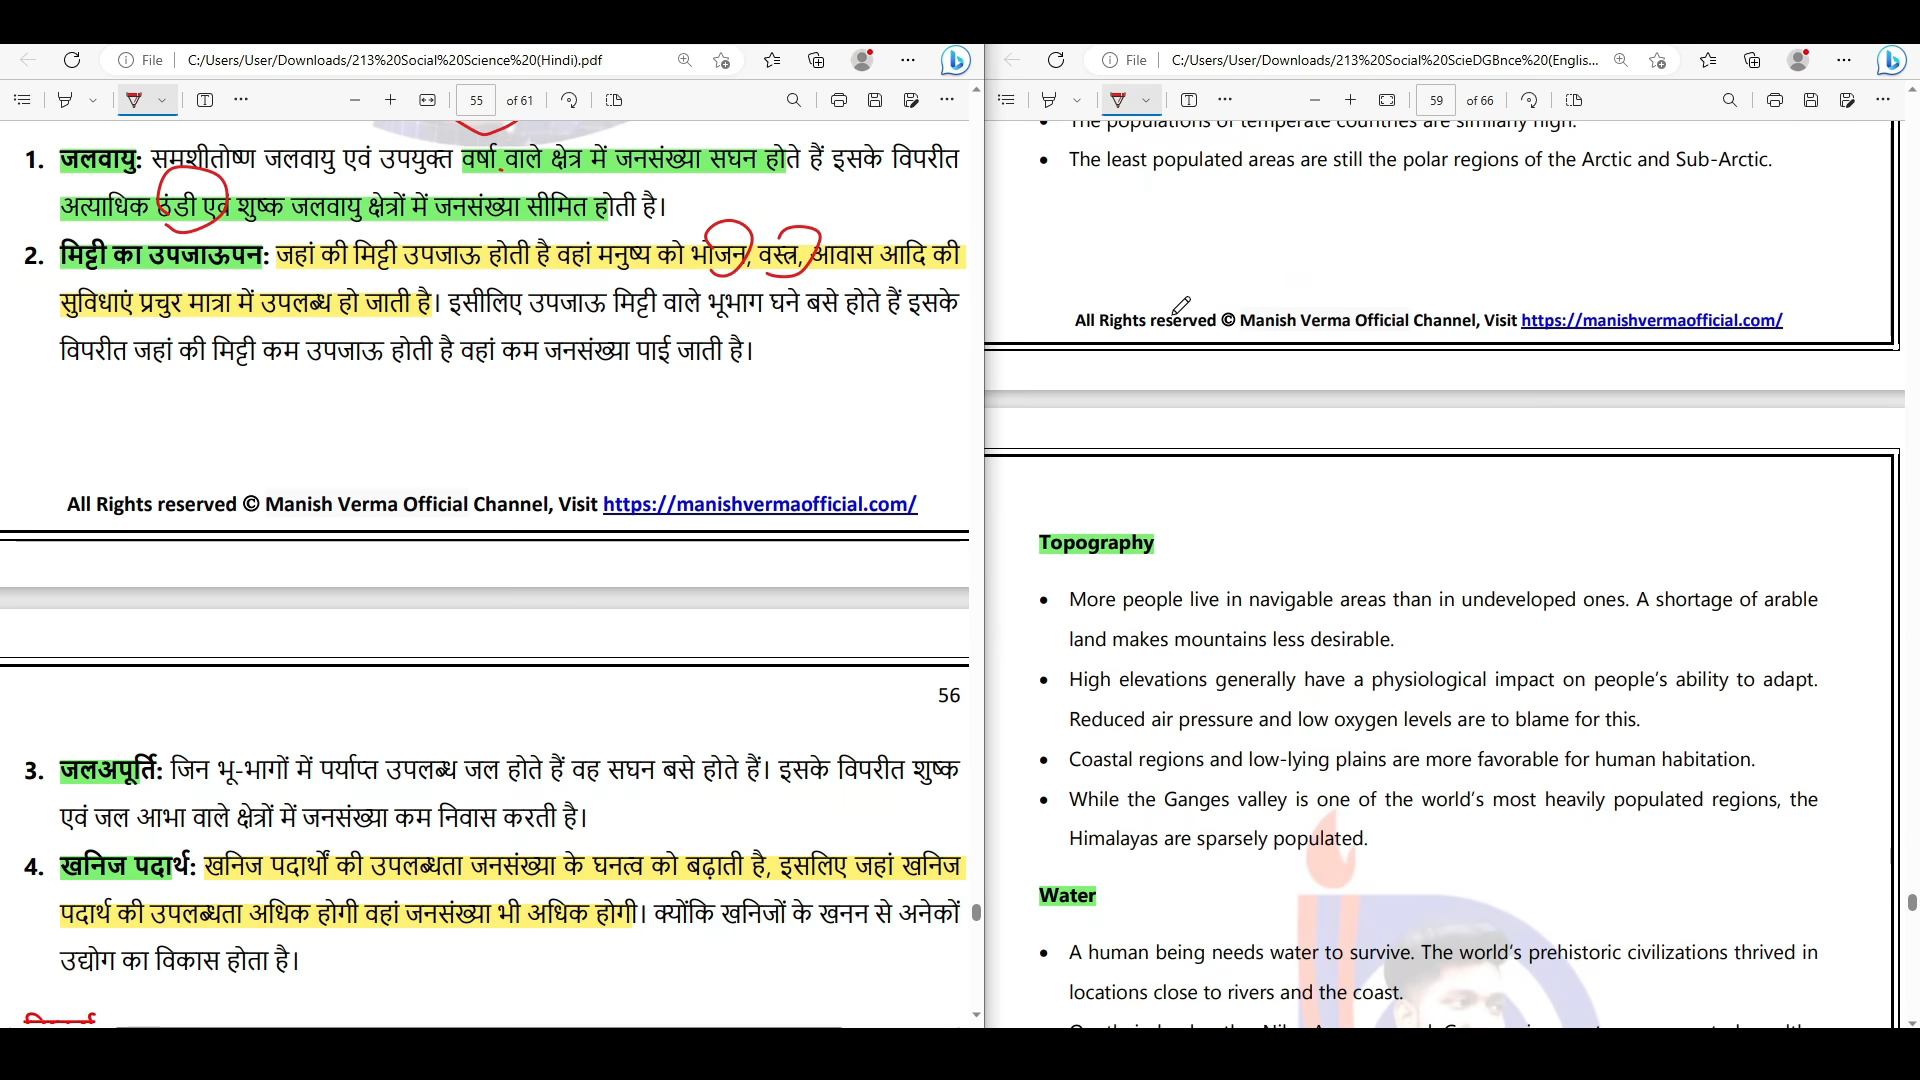 File C:/Users/User/Downloads/213%20Social%20Science%20(Hindi).pdf
55 of 61
1. जलवायु: समशीतोष्ण जलवायु एवं उपयुक्त वर्षा वाले क्षेत्र में जनसंख्या सघन होते हैं इसके विपरीत
अत्याधिक ठंडी एवं शुष्क जलवायु क्षेत्रों में जनसंख्या सीमित होती है।
2. मिट्टी का उपजाऊपन: जहां की मिट्टी उपजाऊ होती है वहां मनुष्य को भोजन, वस्त्र, आवास आदि की
सुविधाएं प्रचुर मात्रा में उपलब्ध हो जाती है। इसीलिए उपजाऊ मिट्टी वाले भूभाग घने बसे होते हैं इसके
विपरीत जहां की मिट्टी कम उपजाऊ होती है वहां कम जनसंख्या पाई जाती है।
All Rights reserved © Manish Verma Official Channel, Visit https://manishvermaofficial.com/
56
3. जलअपूर्ति: जिन भू-भागों में पर्याप्त उपलब्ध जल होते हैं वह सघन बसे होते हैं। इसके विपरीत शुष्क
एवं जल आभा वाले क्षेत्रों में जनसंख्या कम निवास करती है।
4. खनिज पदार्थ: खनिज पदार्थों की उपलब्धता जनसंख्या के घनत्व को बढ़ाती है, इसलिए जहां खनिज
पदार्थ की उपलब्धता अधिक होगी वहां जनसंख्या भी अधिक होगी। क्योंकि खनिजों के खनन से अनेकों
उद्योग का विकास होता है।
File C:/Users/User/Downloads/213%20Social%20ScieDGBnce%20(Englis...
59 of 66
• The populations of temperate countries are similarly high.
• The least populated areas are still the polar regions of the Arctic and Sub-Arctic.
All Rights reserved © Manish Verma Official Channel, Visit https://manishvermaofficial.com/
Topography
• More people live in navigable areas than in undeveloped ones. A shortage of arable
land makes mountains less desirable.
• High elevations generally have a physiological impact on people's ability to adapt.
Reduced air pressure and low oxygen levels are to blame for this.
• Coastal regions and low-lying plains are more favorable for human habitation.
• While the Ganges valley is one of the world's most heavily populated regions, the
Himalayas are sparsely populated.
Water
• A human being needs water to survive. The world's prehistoric civilizations thrived in
locations close to rivers and the coast.